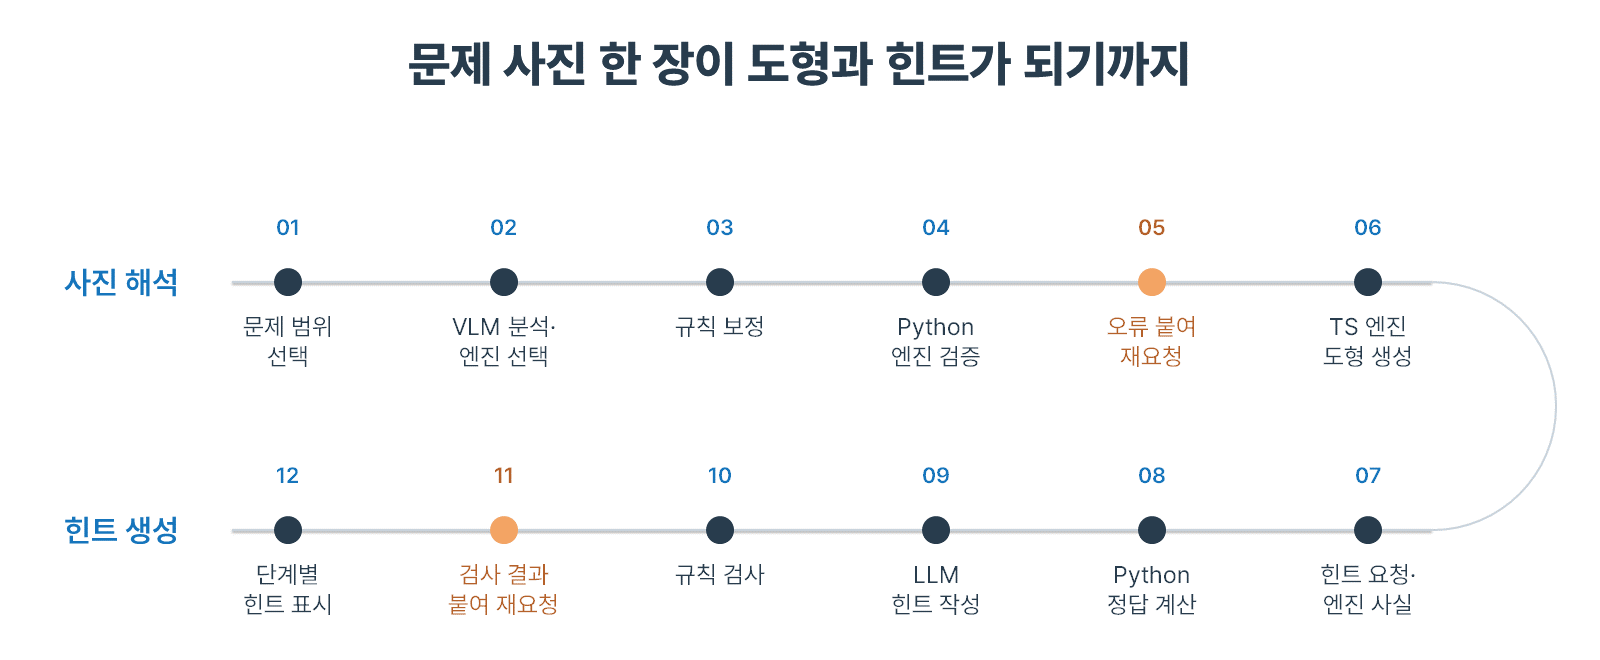 문제 사진 한 장이 도형과 힌트가 되기까지
사진 해석
01
문제 범위
선택
02
VLM 분석·
엔진 선택
03
규칙 보정
04
Python
엔진 검증
05
오류 붙여
재요청
06
TS 엔진
도형 생성
힌트 생성
07
힌트 요청·
엔진 사실
08
Python
정답 계산
09
LLM
힌트 작성
10
규칙 검사
11
검사 결과
붙여 재요청
12
단계별
힌트 표시